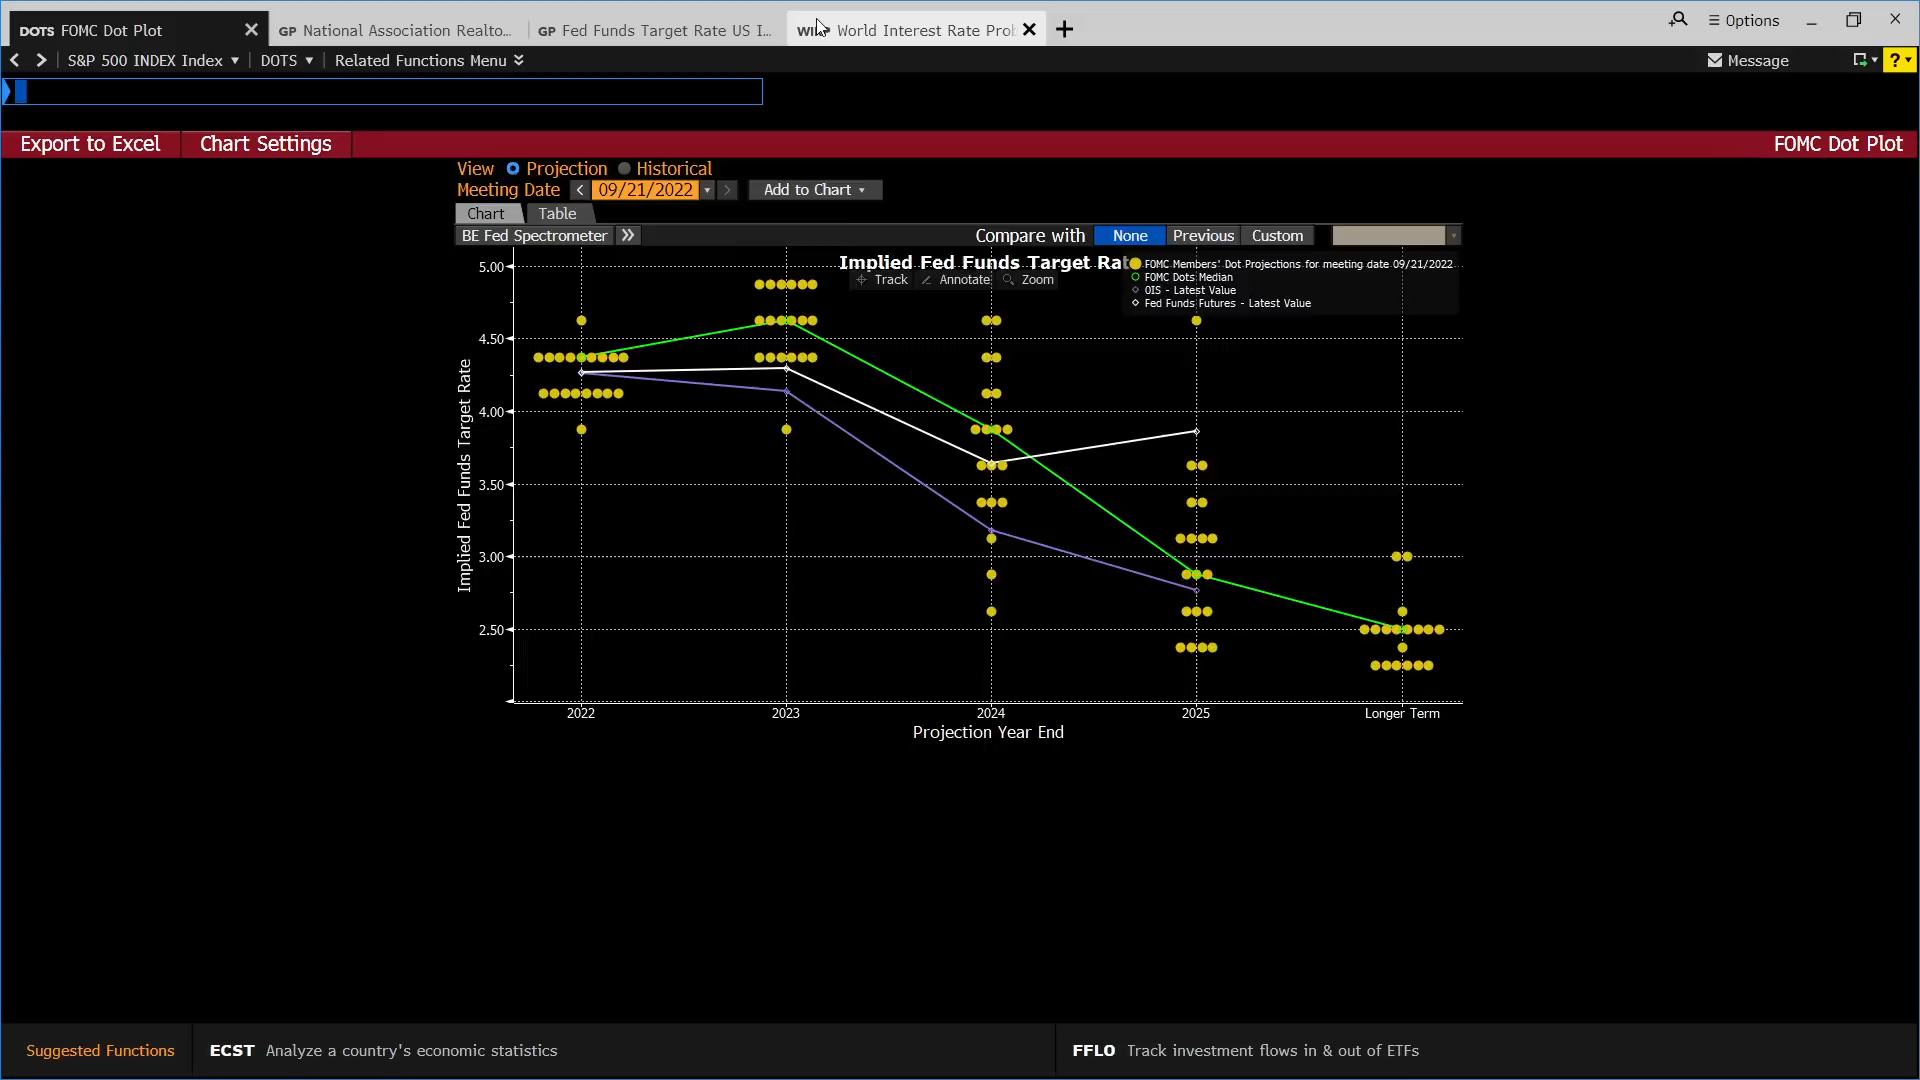 DOTS FOMC Dot Plot
GP National Association Realto...
GP Fed Funds Target Rate US I...
World Interest Rate Prob
Options
S&P 500 INDEX Index
DOTS
Related Functions Menu
Message
?
Export to Excel
Chart Settings
FOMC Dot Plot
View Projection Historical
Meeting Date < 09/21/2022 > Add to Chart
Chart Table
BE Fed Spectrometer
Compare with None Previous Custom
Implied Fed Funds Target Rate
Track Annotate Zoom
FOMC Members' Dot Projections for meeting date 09/21/2022
FOMC Dots Median
OIS - Latest Value
Fed Funds Futures - Latest Value
Implied Fed Funds Target Rate
5.00
4.50
4.00
3.50
3.00
2.50
2022 2023 2024 2025 Longer Term
Projection Year End
Suggested Functions
ECST Analyze a country's economic statistics
FFLO Track investment flows in & out of ETFs